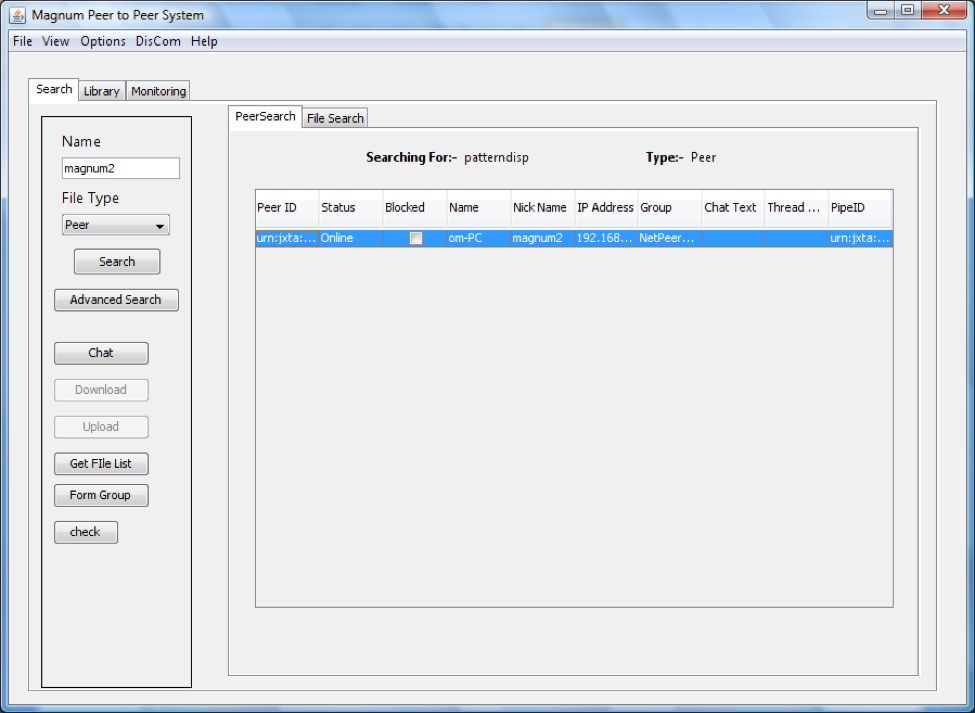 Magnum Peer to Peer System
File View Options DisCom Help
Search Library Monitoring
PeerSearch File Search
Name
magnum2
File Type
Peer
Search
Advanced Search
Chat
Download
Upload
Get FIle List
Form Group
check
Searching For:- patterndisp Type:- Peer
Peer ID Status Blocked Name Nick Name IP Address Group Chat Text Thread ... PipeID
urn:jxta:... Online om-PC magnum2 192.168... NetPeer... urn:jxta:...